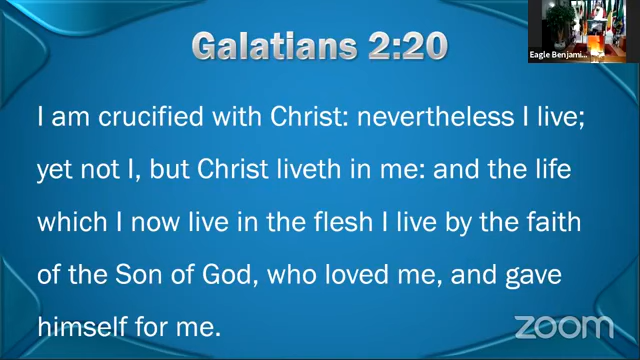 Galatians 2:20
Eagle Benjami...
I am crucified with Christ: nevertheless I live;
yet not I, but Christ liveth in me: and the life
which I now live in the flesh I live by the faith
of the Son of God, who loved me, and gave
himself for me.
zoom